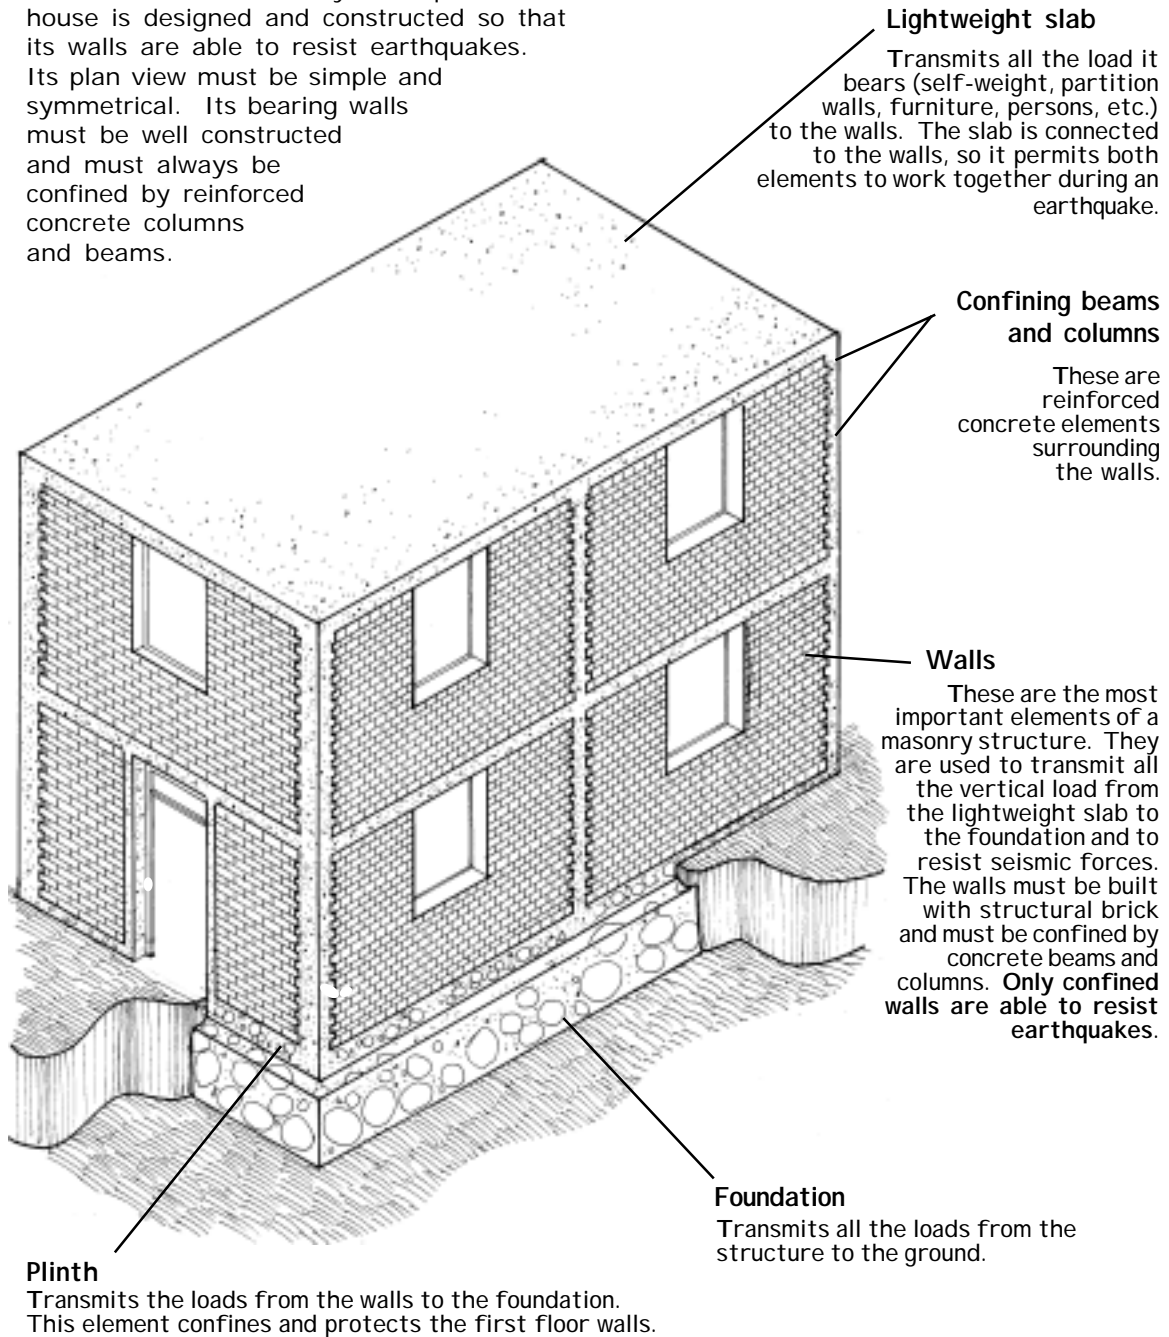 house is designed and constructed so that
its walls are able to resist earthquakes.
Its plan view must be simple and
symmetrical. Its bearing walls
must be well constructed
and must always be
confined by reinforced
concrete columns
and beams.
Lightweight slab
Transmits all the load it
bears (self-weight, partition
walls, furniture, persons, etc.)
to the walls. The slab is connected
to the walls, so it permits both
elements to work together during an
earthquake.
Confining beams
and columns
These are
reinforced
concrete elements
surrounding
the walls.
Walls
These are the most
important elements of a
masonry structure. They
are used to transmit all
the vertical load from
the lightweight slab to
the foundation and to
resist seismic forces.
The walls must be built
with structural brick
and must be confined by
concrete beams and
columns. Only confined
walls are able to resist
earthquakes.
Foundation
Transmits all the loads from the
structure to the ground.
Plinth
Transmits the loads from the walls to the foundation.
This element confines and protects the first floor walls.